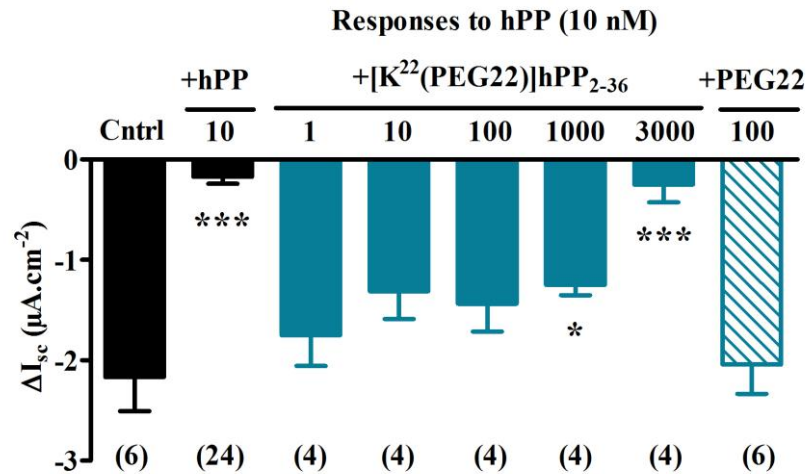 Responses to hPP (10 nM)
+hPP +[K²²(PEG22)]hPP₂₋₃₆ +PEG22
Cntrl 10 1 10 100 1000 3000 100
0
***
***
-1
*
-2
-3
ΔIsc (µA.cm⁻²)
(6) (24) (4) (4) (4) (4) (4) (6)